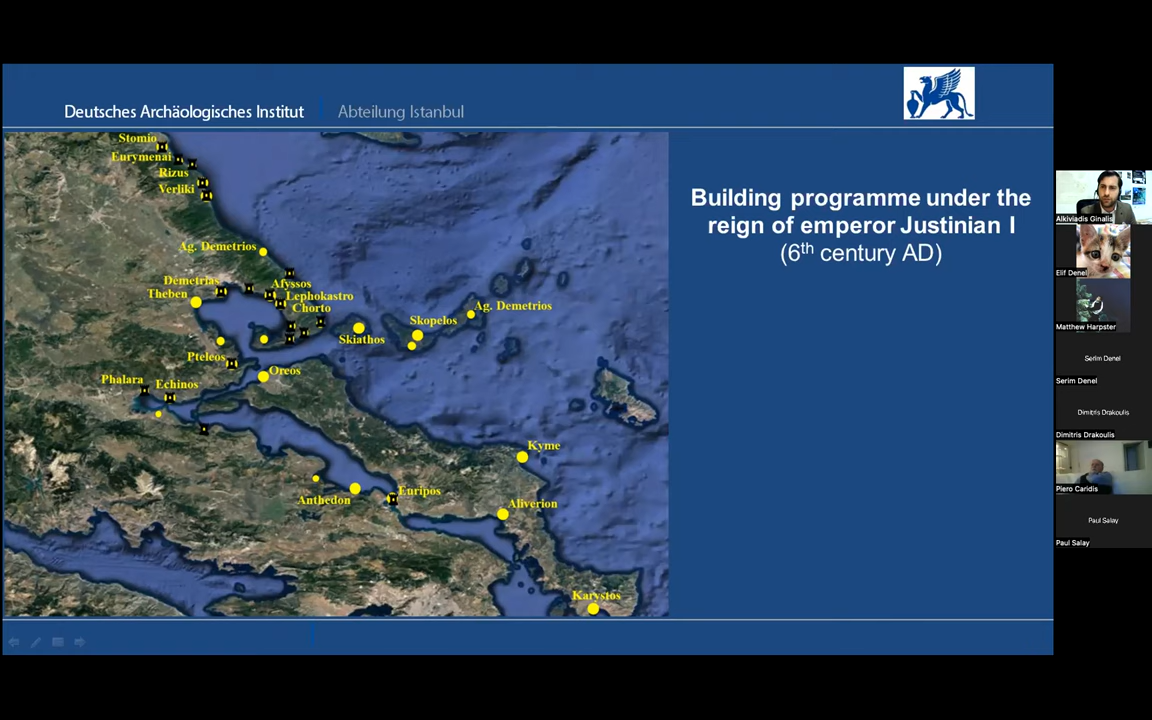 Deutsches Archäologisches Institut
Abteilung Istanbul
Building programme under the
reign of emperor Justinian I
(6th century AD)
Stomio
Eurymenai
Rizus
Verliki
Ag. Demetrios
Demetrias
Theben
Afyssos
Lephokastro
Chorto
Ag. Demetrios
Skopelos
Skiathos
Pteleos
Oreos
Phalara
Echinos
Kyme
Euripos
Anthedon
Aliverion
Karystos
Alkiviadis Ginalis
Elif Denel
Matthew Harpster
Serim Denel
Serim Denel
Dimitris Drakoulis
Dimitris Drakoulis
Piero Caridis
Paul Salay
Paul Salay